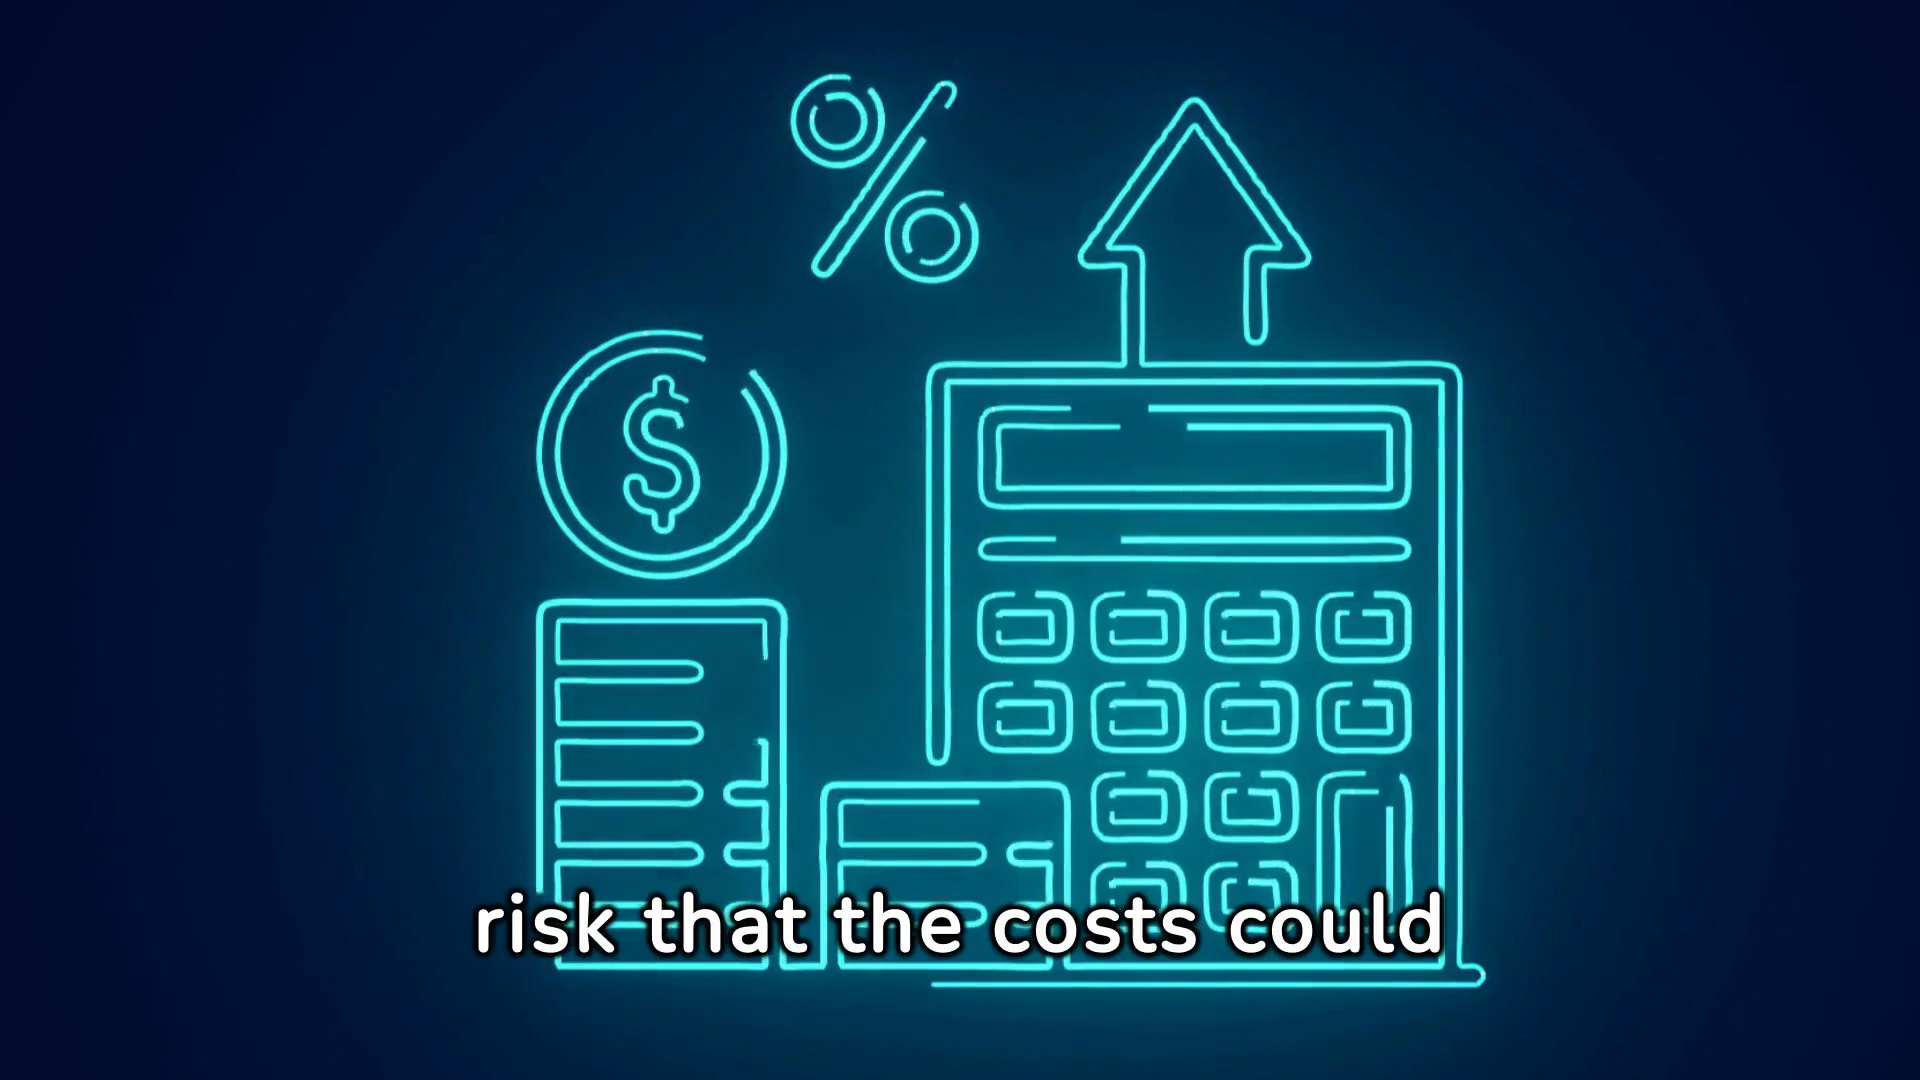 %
$
risk that the costs could